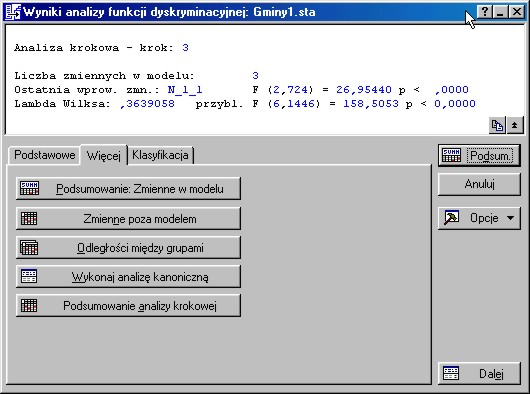 Wyniki analizy funkcji dyskryminacyjnej: Gminy1.sta
Analiza krokowa - krok: 3
Liczba zmiennych w modelu: 3
Ostatnia wprow. zmn.: N_1_1 F (2,724) = 26,95440 p < ,0000
Lambda Wilksa: ,3639058 przybl. F (6,1446) = 158,5053 p < 0,0000
Podstawowe Więcej Klasyfikacja
Podsum.
Podsumowanie: Zmienne w modelu
Anuluj
Zmienne poza modelem
Opcje
Odległości między grupami
Wykonaj analizę kanoniczną
Podsumowanie analizy krokowej
Dalej